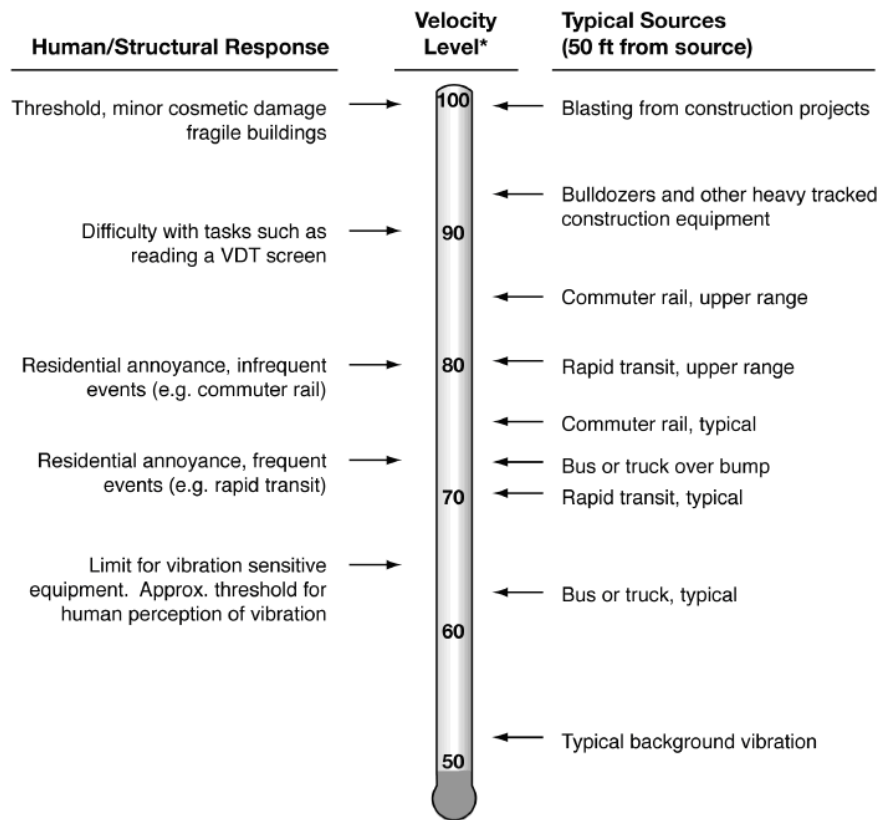 Human/Structural Response
Velocity
Level*
Typical Sources
(50 ft from source)
Threshold, minor cosmetic damage
fragile buildings
100
Blasting from construction projects
Bulldozers and other heavy tracked
construction equipment
Difficulty with tasks such as
reading a VDT screen
90
Commuter rail, upper range
Residential annoyance, infrequent
events (e.g. commuter rail)
80
Rapid transit, upper range
Commuter rail, typical
Residential annoyance, frequent
events (e.g. rapid transit)
Bus or truck over bump
70
Rapid transit, typical
Limit for vibration sensitive
equipment. Approx. threshold for
human perception of vibration
Bus or truck, typical
60
Typical background vibration
50